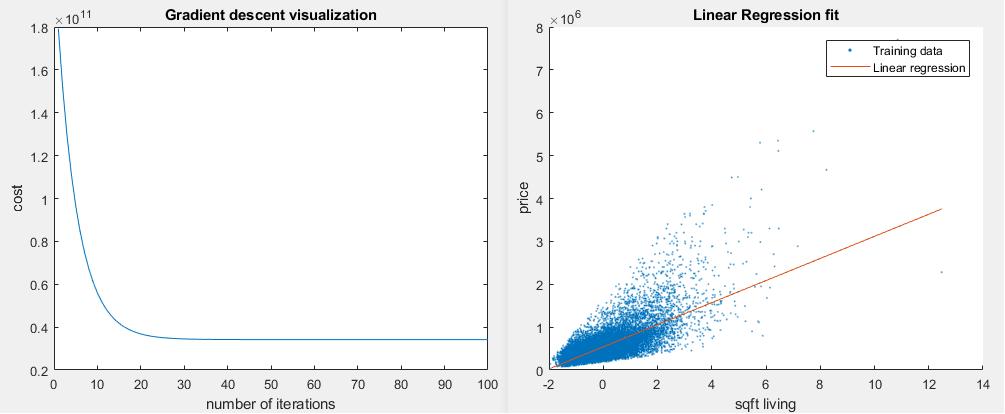 Gradient descent visualization
×10^11
1.8
1.6
1.4
1.2
1
0.8
0.6
0.4
0.2
cost
0 10 20 30 40 50 60 70 80 90 100
number of iterations
Linear Regression fit
×10^6
8
7
6
5
4
3
2
1
0
price
-2 0 2 4 6 8 10 12 14
sqft living
Training data
Linear regression